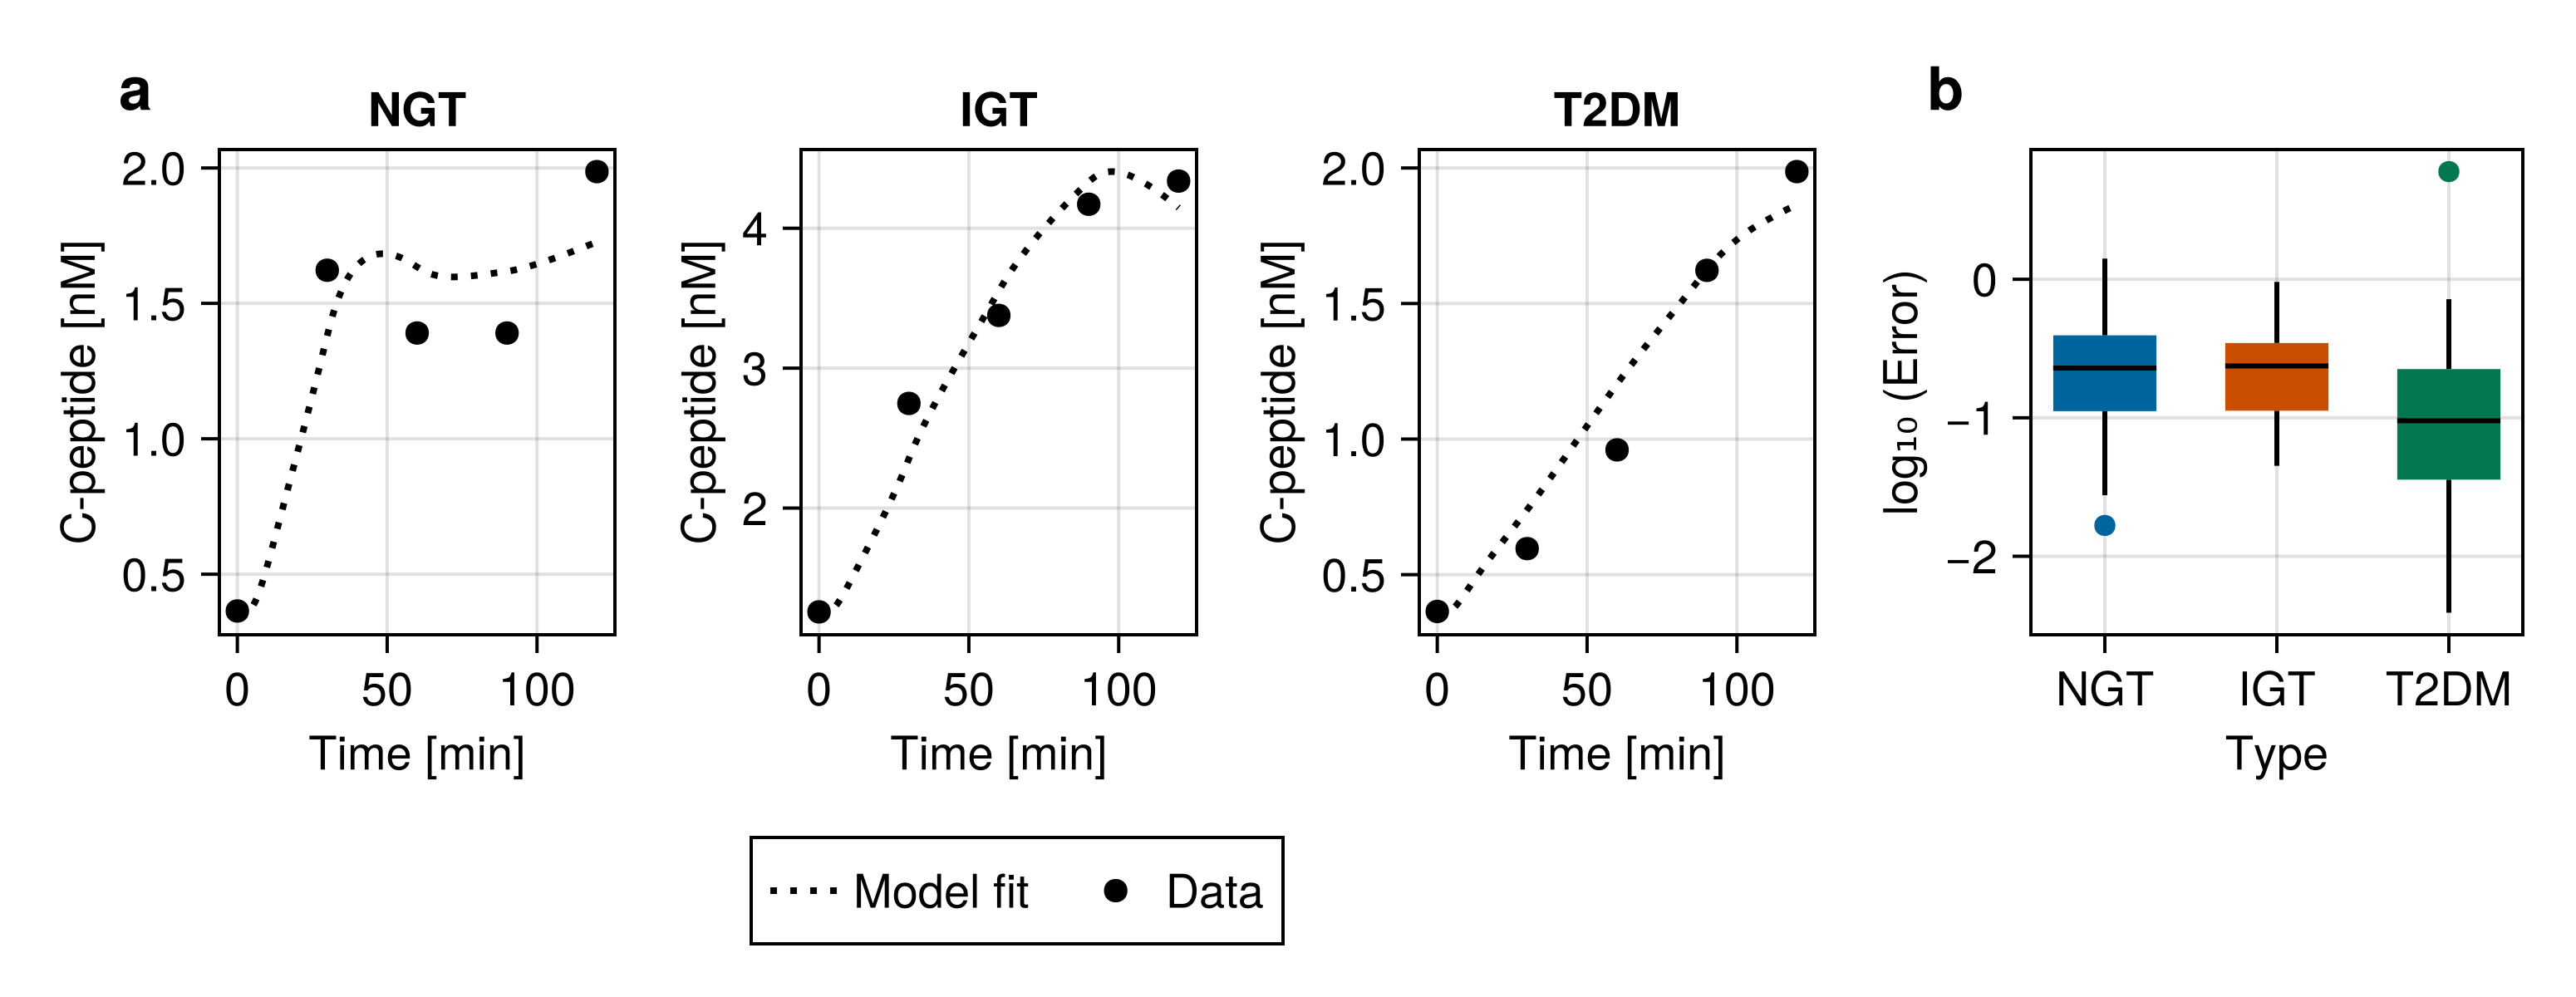 a
NGT
IGT
T2DM
b
C-peptide [nM]
2.0
1.5
1.0
0.5
0 50 100
Time [min]
C-peptide [nM]
4
3
2
0 50 100
Time [min]
C-peptide [nM]
2.0
1.5
1.0
0.5
0 50 100
Time [min]
log₁₀ (Error)
0
−1
−2
NGT IGT T2DM
Type
Model fit Data